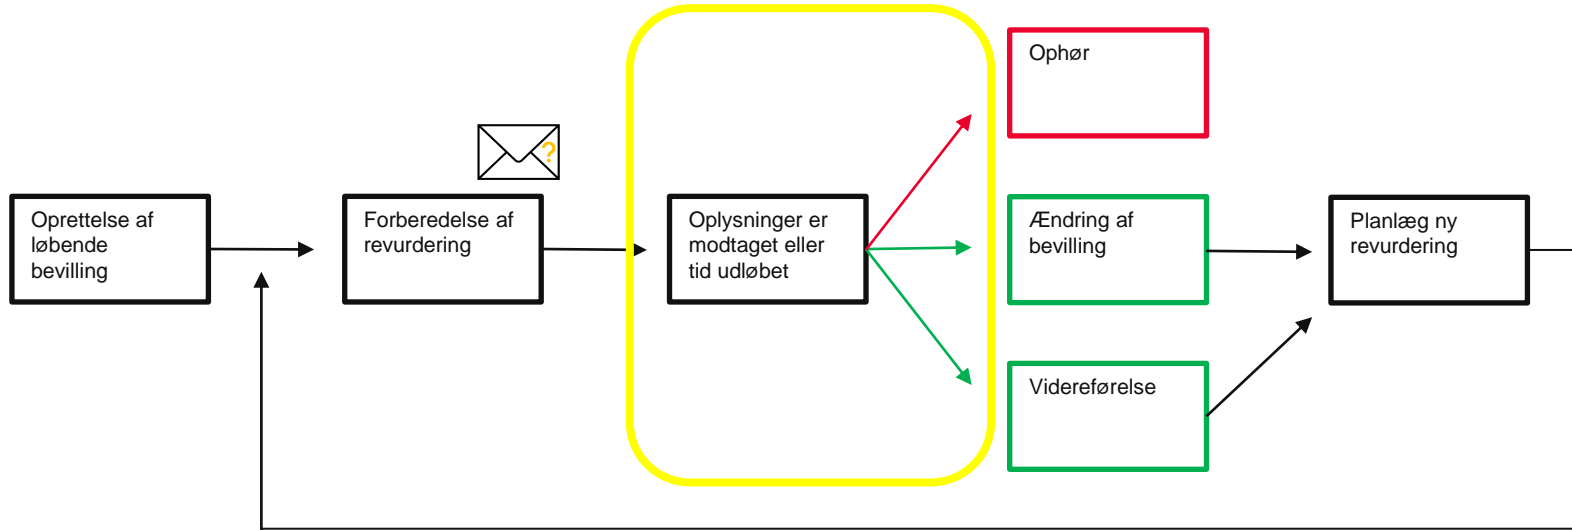 Oprettelse af
løbende
bevilling
?
Forberedelse af
revurdering
Oplysninger er
modtaget eller
tid udløbet
Ophør
Ændring af
bevilling
Videreførelse
Planlæg ny
revurdering